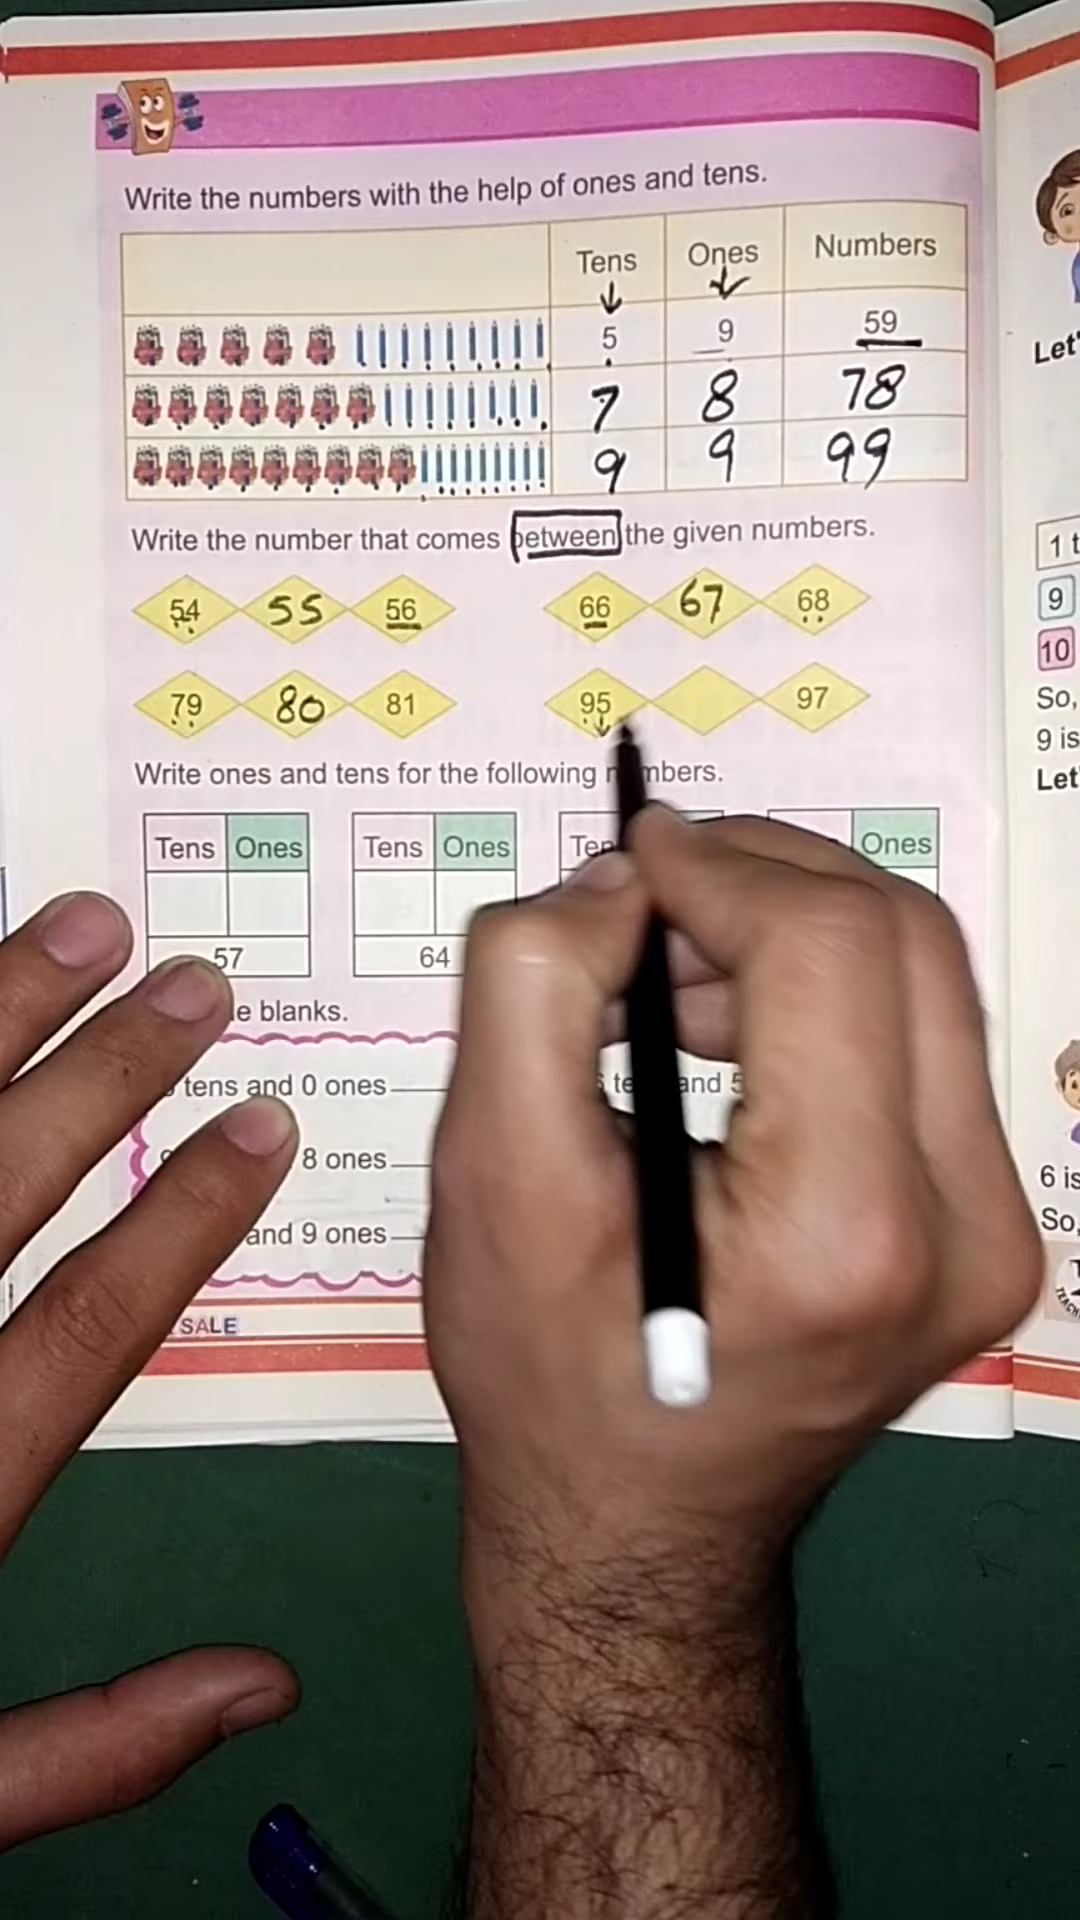 Write the numbers with the help of ones and tens.
Tens Ones Numbers
5 9 59
7 8 78
9 9 99
Write the number that comes between the given numbers.
54 55 56 66 67 68
79 80 81 95 97
Write ones and tens for the following numbers.
Tens Ones Tens Ones Ones
57 64
blanks.
tens and 0 ones and 5
8 ones
and 9 ones
SALE
Let'
1 t
9
10
So,
9 is
Let'
6 is
So,